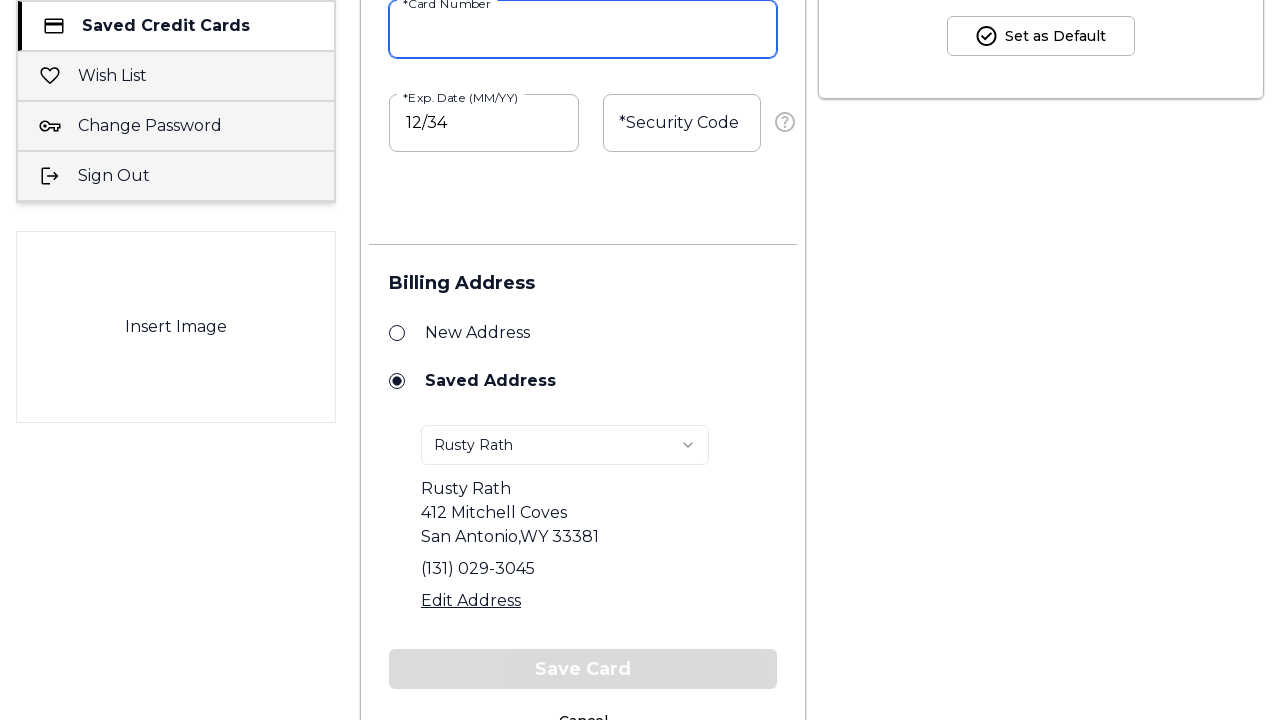 Saved Credit Cards
Wish List
Change Password
Sign Out
Insert Image
*Card Number
*Exp. Date (MM/YY)
12/34
*Security Code
Billing Address
New Address
Saved Address
Rusty Rath
Rusty Rath
412 Mitchell Coves
San Antonio,WY 33381
(131) 029-3045
Edit Address
Save Card
Cancel
Set as Default